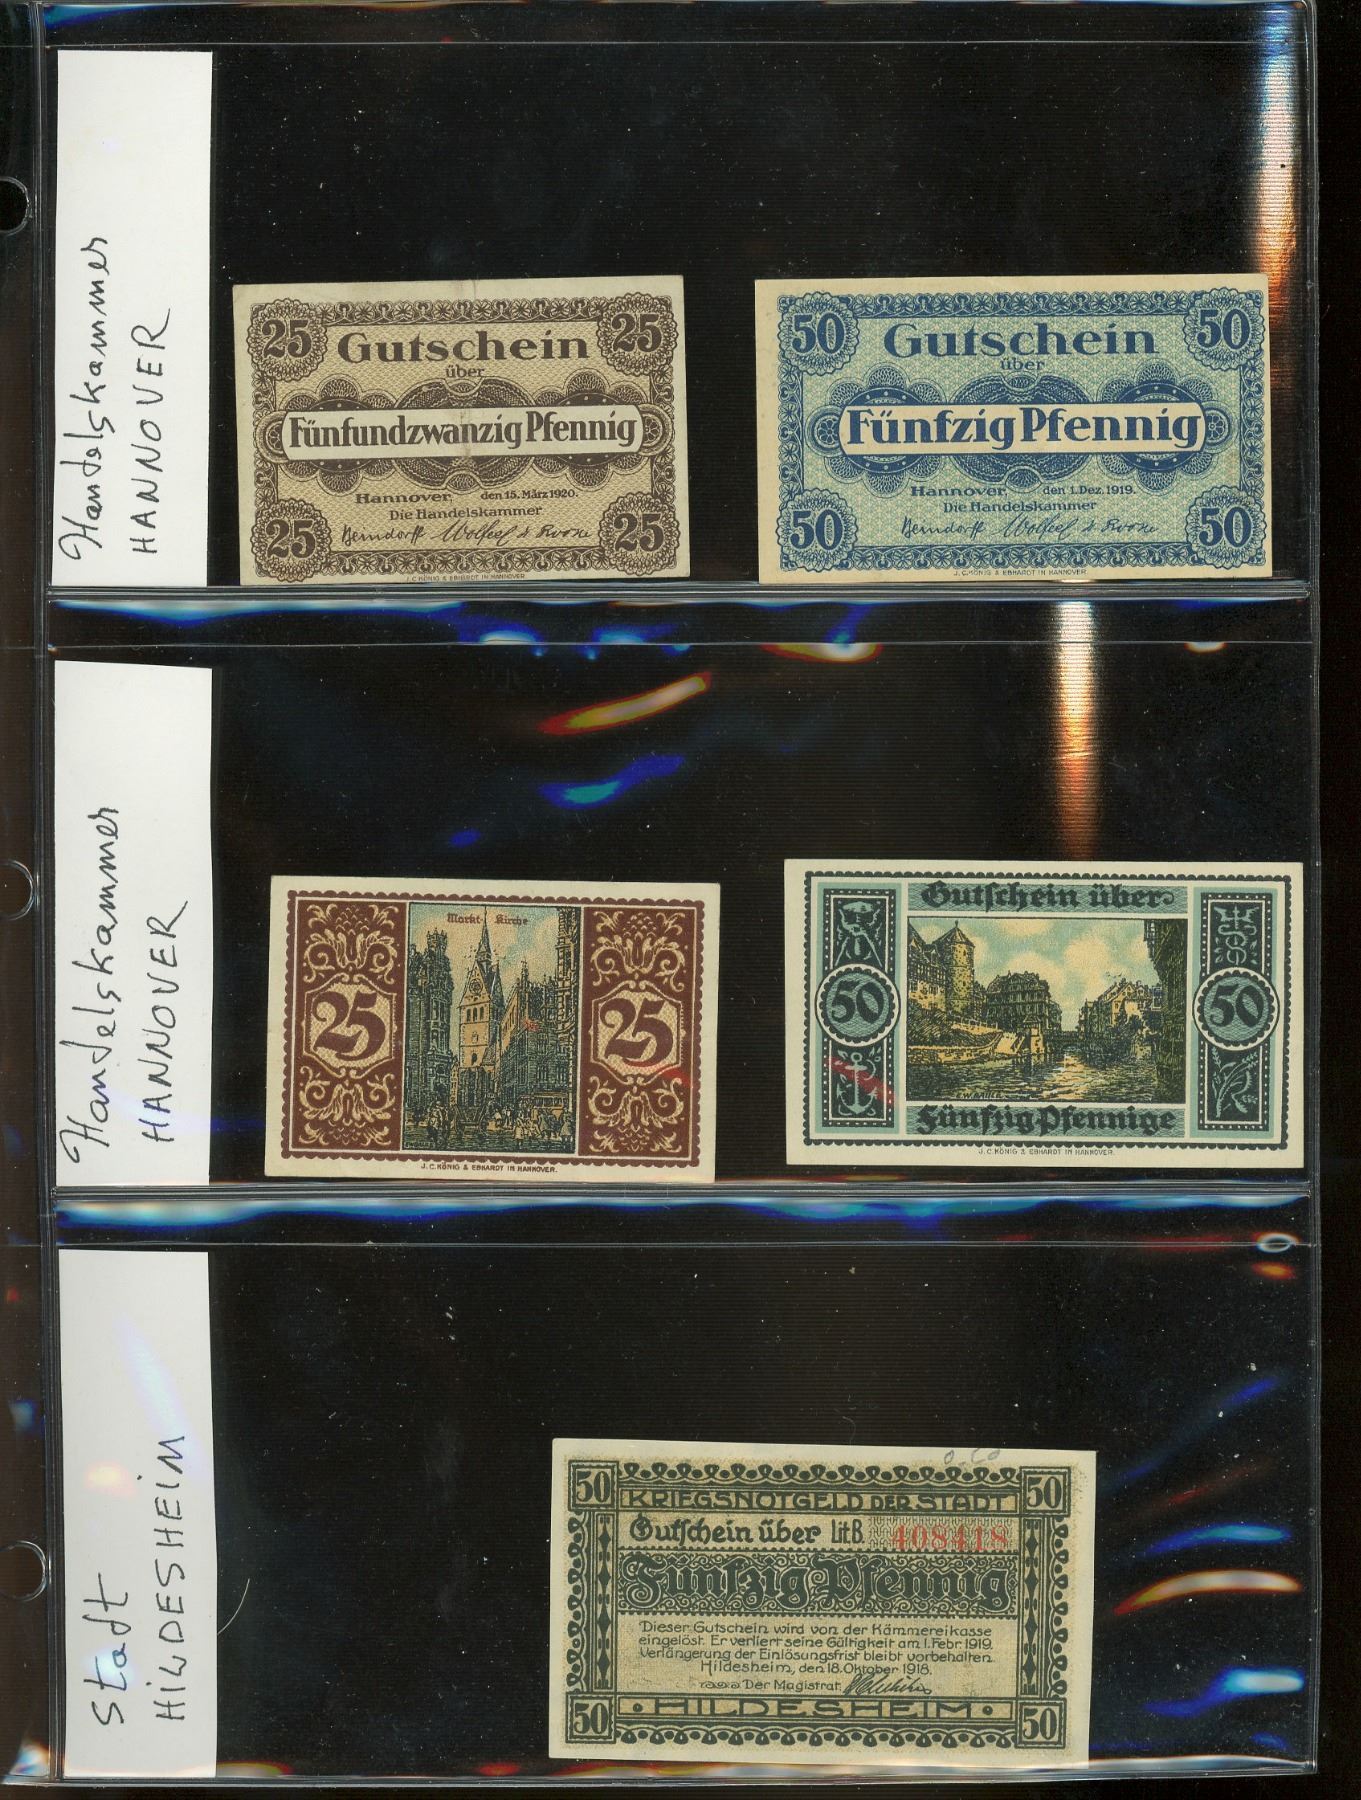 Handelskammer
HANNOVER
25
25
Gutschein
über
Fünfundzwanzig Pfennig
Hannover, den 15. März 1920.
Die Handelskammer
25
25
J.C. KÖNIG & EBHARDT IN HANNOVER
50
50
Gutschein
über
Fünfzig Pfennig
Hannover, den 1. Dez. 1919.
Die Handelskammer
50
50
J.C. KÖNIG & EBHARDT IN HANNOVER.
Handelskammer
HANNOVER
Markt-Kirche
25
25
J.C. KÖNIG & EBHARDT IN HANNOVER.
Gutschein über
50
50
Fünfzig Pfennige
J.C. KÖNIG & EBHARDT IN HANNOVER.
Stadt
HiLDESHEiM
50
50
KRIEGSNOTGELD DER STADT
Gutschein über Lit B. 408418
Fünfzig Pfennig
Dieser Gutschein wird von der Kämmereikasse
eingelöst. Er verliert seine Gültigkeit am 1. Febr. 1919.
Verlängerung der Einlösungsfrist bleibt vorbehalten.
Hildesheim, den 18. Oktober 1918.
Der Magistrat
50
50
HILDESHEIM